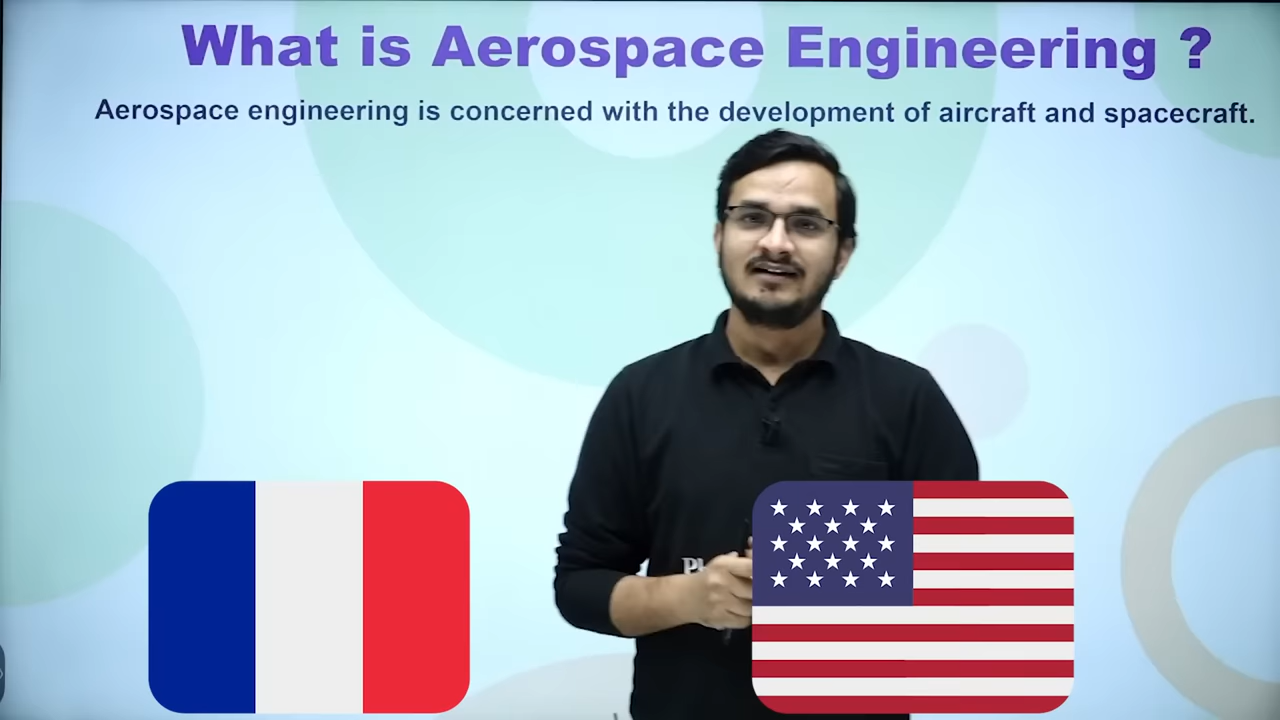 What is Aerospace Engineering ?
Aerospace engineering is concerned with the development of aircraft and spacecraft.